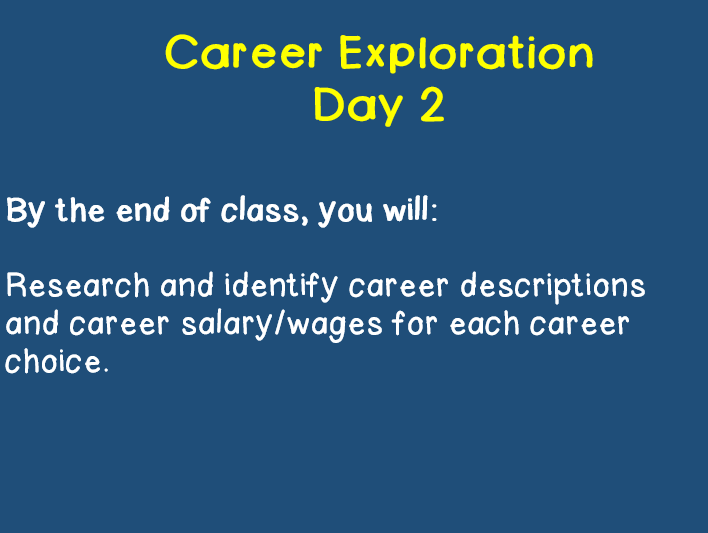 Career Exploration
Day 2
By the end of class, you will:
Research and identify career descriptions
and career salary/wages for each career
choice.